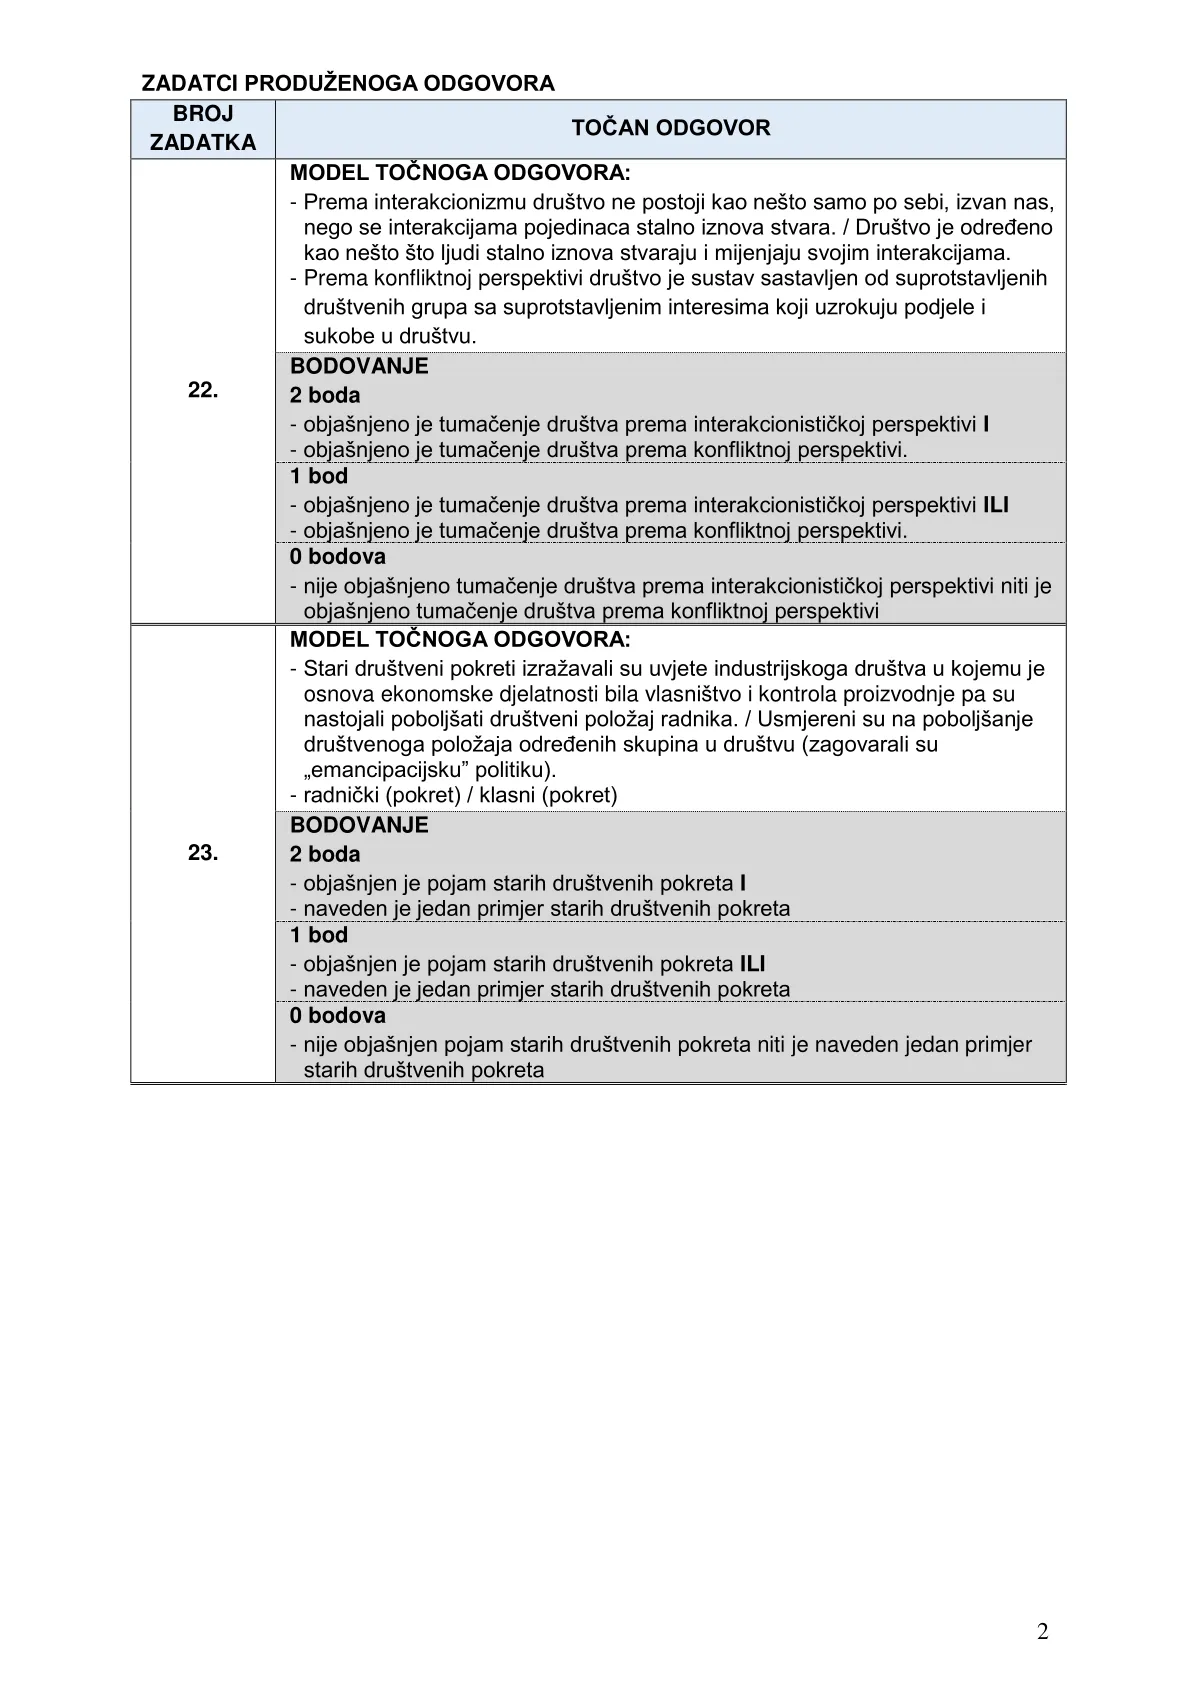 ZADATCI PRODUŽENOGA ODGOVORA
BROJ
ZADATKA
TOČAN ODGOVOR
22.
MODEL TOČNOGA ODGOVORA:
- Prema interakcionizmu društvo ne postoji kao nešto samo po sebi, izvan nas,
nego se interakcijama pojedinaca stalno iznova stvara. / Društvo je određeno
kao nešto što ljudi stalno iznova stvaraju i mijenjaju svojim interakcijama.
- Prema konfliktnoj perspektivi društvo je sustav sastavljen od suprotstavljenih
društvenih grupa sa suprotstavljenim interesima koji uzrokuju podjele i
sukobe u društvu.
BODOVANJE
2 boda
- objašnjeno je tumačenje društva prema interakcionističkoj perspektivi I
- objašnjeno je tumačenje društva prema konfliktnoj perspektivi.
1 bod
- objašnjeno je tumačenje društva prema interakcionističkoj perspektivi ILI
- objašnjeno je tumačenje društva prema konfliktnoj perspektivi.
0 bodova
- nije objašnjeno tumačenje društva prema interakcionističkoj perspektivi niti je
objašnjeno tumačenje društva prema konfliktnoj perspektivi
23.
MODEL TOČNOGA ODGOVORA:
- Stari društveni pokreti izražavali su uvjete industrijskoga društva u kojemu je
osnova ekonomske djelatnosti bila vlasništvo i kontrola proizvodnje pa su
nastojali poboljšati društveni položaj radnika. / Usmjereni su na poboljšanje
društvenoga položaja određenih skupina u društvu (zagovarali su
„emancipacijsku” politiku).
- radnički (pokret) / klasni (pokret)
BODOVANJE
2 boda
- objašnjen je pojam starih društvenih pokreta I
- naveden je jedan primjer starih društvenih pokreta
1 bod
- objašnjen je pojam starih društvenih pokreta ILI
- naveden je jedan primjer starih društvenih pokreta
0 bodova
- nije objašnjen pojam starih društvenih pokreta niti je naveden jedan primjer
starih društvenih pokreta
2